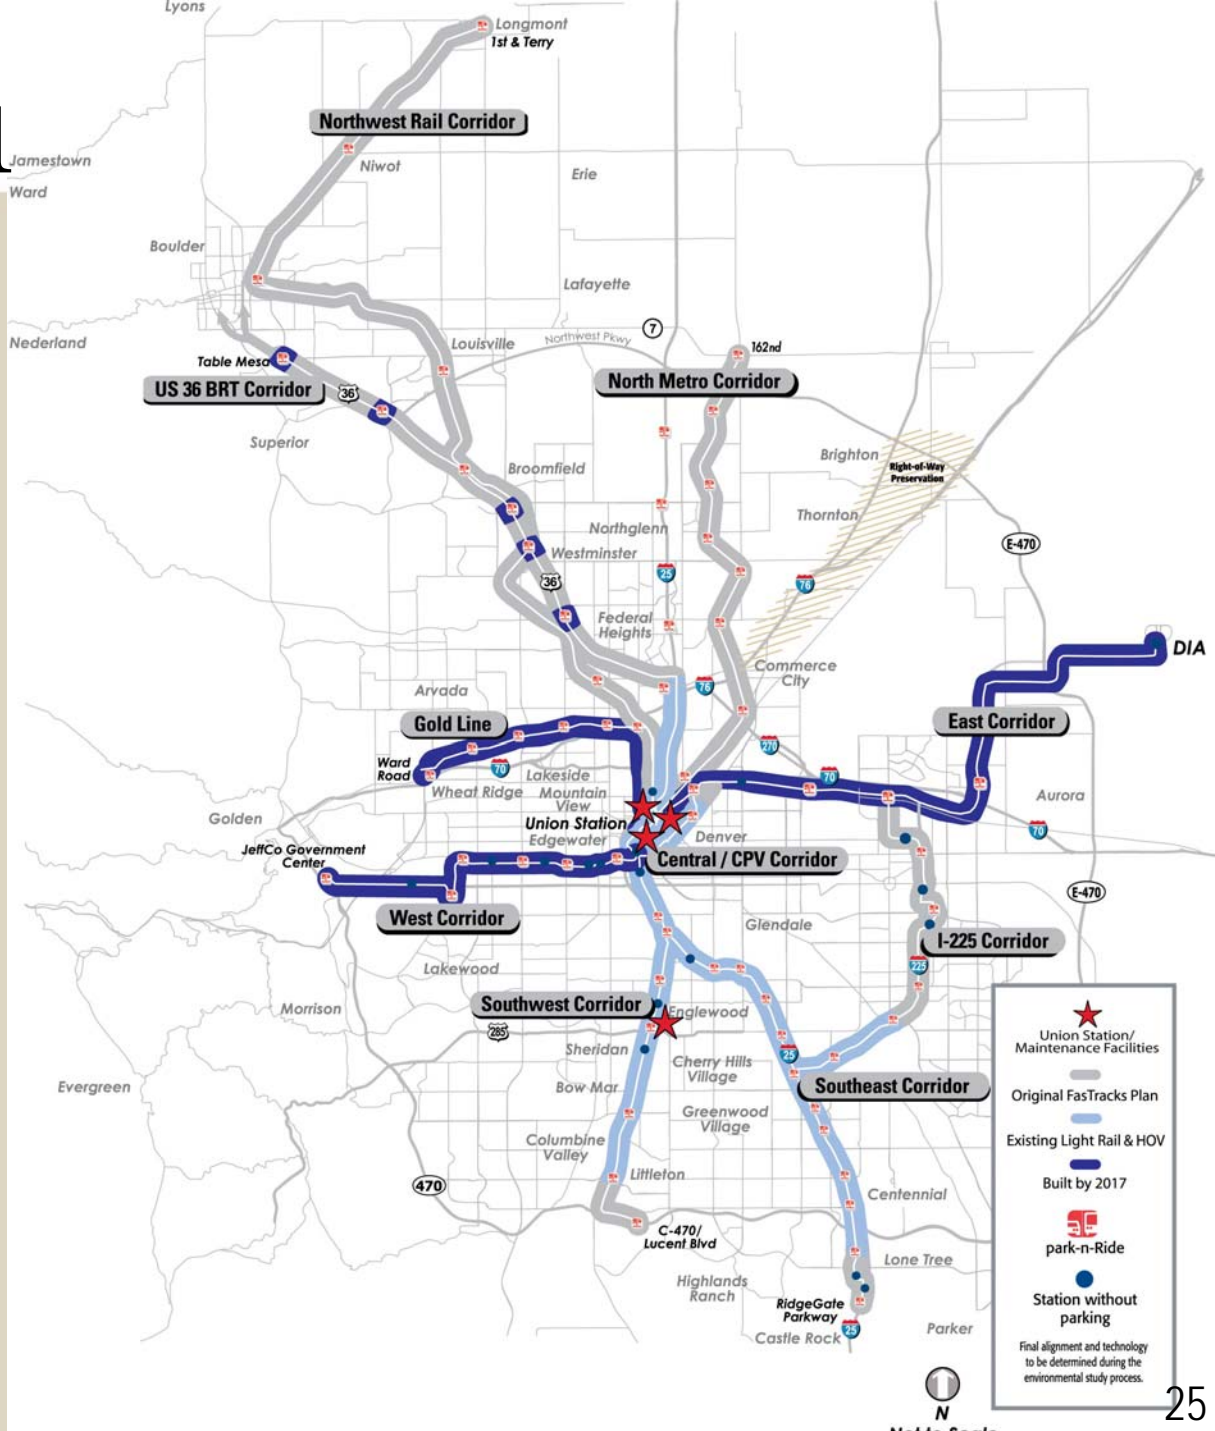 Lyons
Longmont
1st & Terry
Northwest Rail Corridor
Jamestown
Niwot
Erie
Ward
Boulder
Lafayette
Nederland
7
Northwest Pkwy
Louisville
162nd
Table Mesa
US 36 BRT Corridor
36
North Metro Corridor
Superior
Broomfield
Brighton
Right-of-Way
Preservation
Thornton
Northglenn
E-470
Westminster
25
36
76
Federal
Heights
DIA
Commerce
City
76
Arvada
Gold Line
East Corridor
270
Ward
Road
70
Lakeside
70
Wheat Ridge
Mountain
View
Aurora
Golden
Union Station
70
Edgewater
Denver
JeffCo Government
Center
Central / CPV Corridor
E-470
West Corridor
Glendale
I-225 Corridor
Lakewood
225
Southwest Corridor
Morrison
Englewood
285
Sheridan
25
Cherry Hills
Village
Bow Mar
Evergreen
Southeast Corridor
Greenwood
Village
Columbine
Valley
Littleton
470
Centennial
C-470/
Lucent Blvd
Lone Tree
Highlands
Ranch
RidgeGate
Parkway
Castle Rock
25
Parker
Union Station/
Maintenance Facilities
Original FasTracks Plan
Existing Light Rail & HOV
Built by 2017
park-n-Ride
Station without
parking
Final alignment and technology
to be determined during the
environmental study process.
N
Not to Scale
25